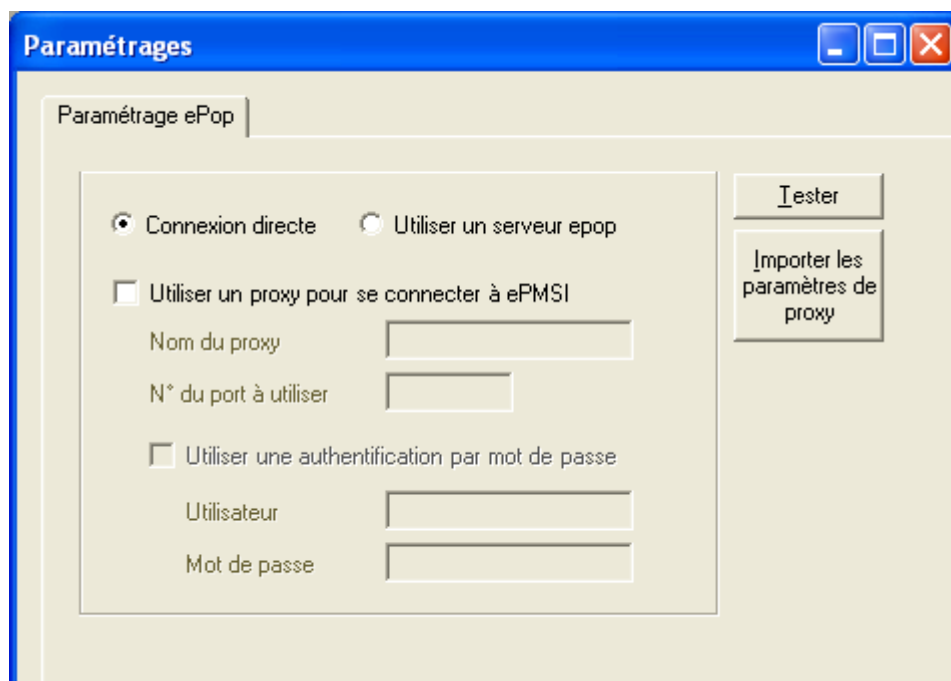 Paramétrages
Paramétrage ePop
Connexion directe
Utiliser un serveur epop
Tester
Importer les
paramètres de
proxy
Utiliser un proxy pour se connecter à ePMSI
Nom du proxy
N° du port à utiliser
Utiliser une authentification par mot de passe
Utilisateur
Mot de passe